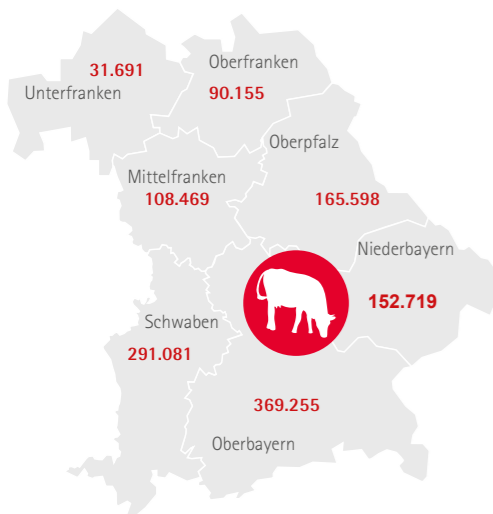 31.691
Unterfranken
Oberfranken
90.155
Oberpfalz
165.598
Mittelfranken
108.469
Niederbayern
152.719
Schwaben
291.081
369.255
Oberbayern